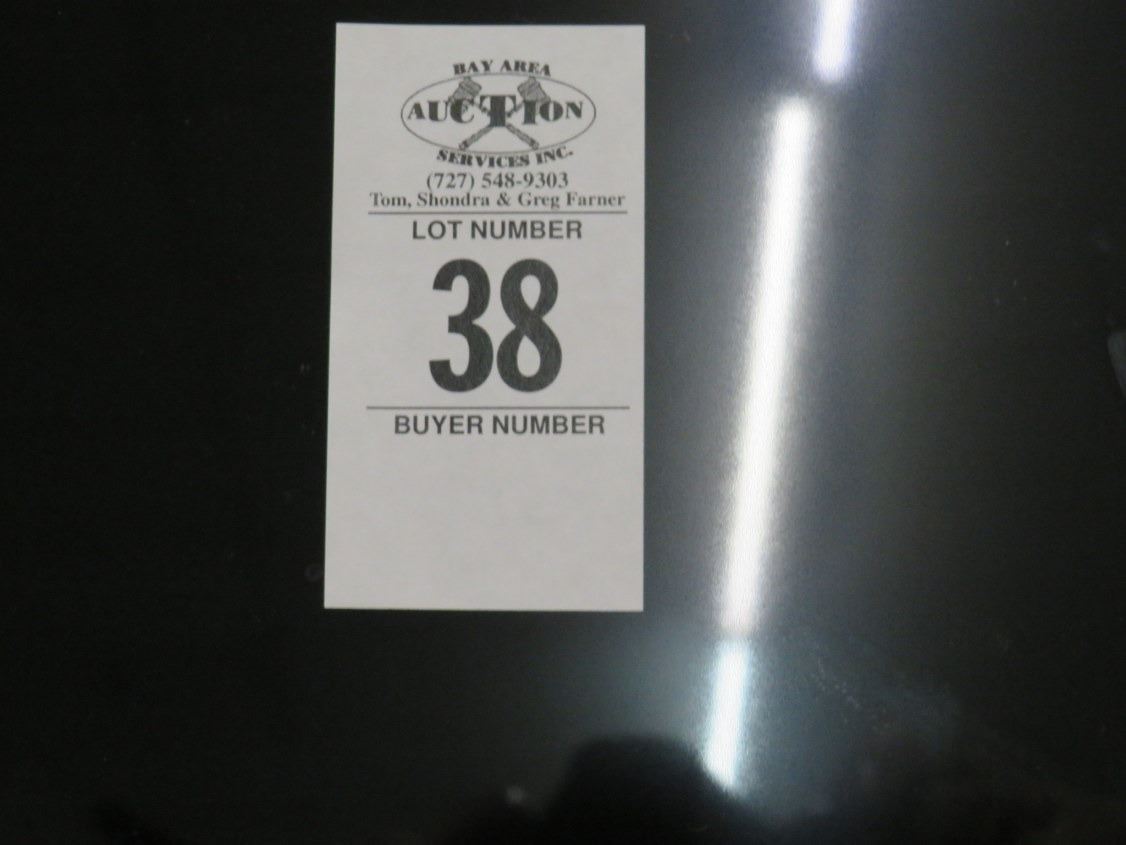 BAY AREA
AUCTION
SERVICES INC.
(727) 548-9303
Tom, Shondra & Greg Farner
LOT NUMBER
38
BUYER NUMBER